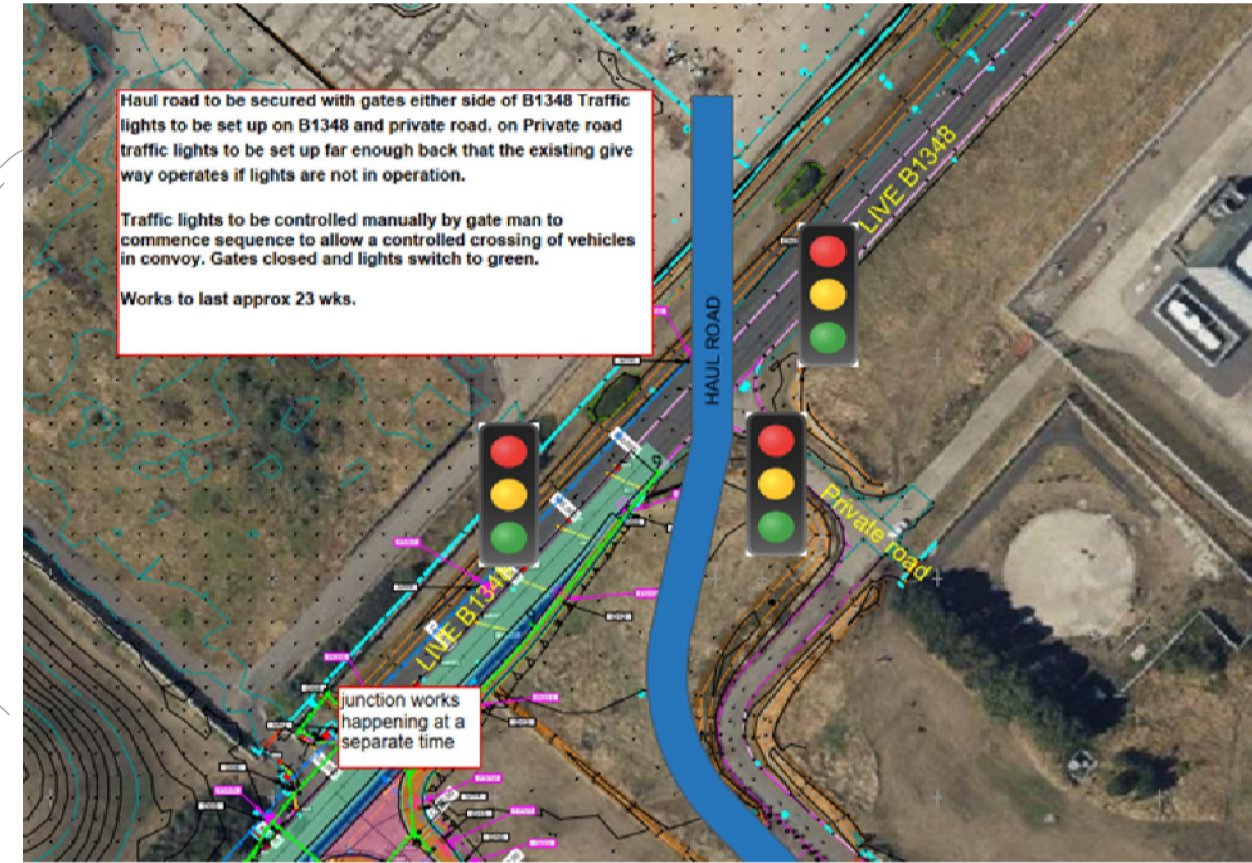 Haul road to be secured with gates either side of B1348 Traffic
lights to be set up on B1348 and private road. on Private road
traffic lights to be set up far enough back that the existing give
way operates if lights are not in operation.
Traffic lights to be controlled manually by gate man to
commence sequence to allow a controlled crossing of vehicles
in convoy. Gates closed and lights switch to green.
Works to last approx 23 wks.
LIVE B1348
HAUL ROAD
Private road
LIVE B1348
junction works
happening at a
separate time